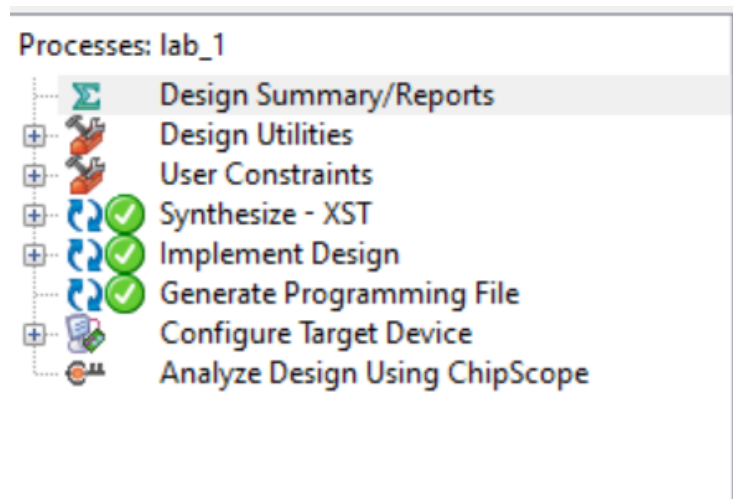 Processes: lab_1
Design Summary/Reports
Design Utilities
User Constraints
Synthesize - XST
Implement Design
Generate Programming File
Configure Target Device
Analyze Design Using ChipScope